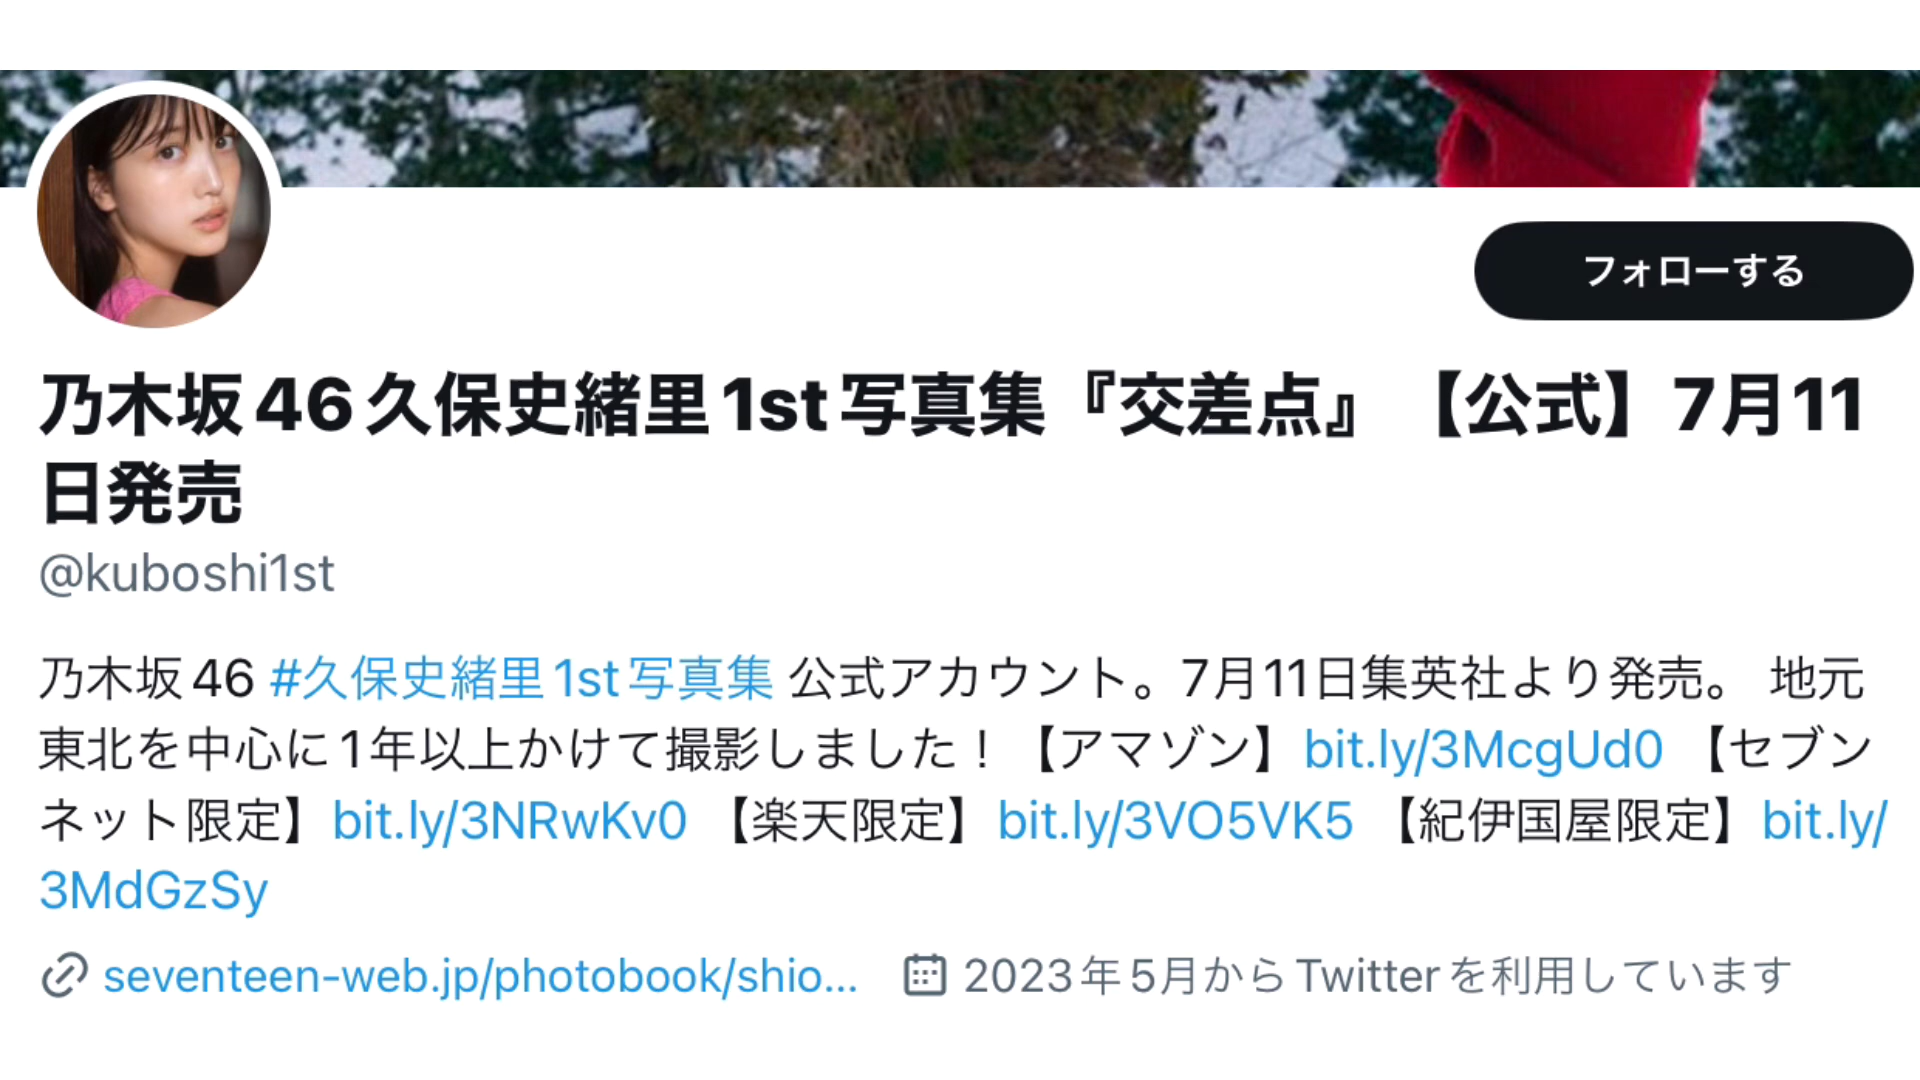 フォローする
乃木坂46久保史緒里1st写真集『交差点』【公式】7月11
日発売
@kuboshi1st
乃木坂46 #久保史緒里1st写真集 公式アカウント。7月11日集英社より発売。 地元
東北を中心に1年以上かけて撮影しました！【アマゾン】bit.ly/3McgUd0 【セブン
ネット限定】bit.ly/3NRwKv0 【楽天限定】bit.ly/3VO5VK5 【紀伊国屋限定】bit.ly/
3MdGzSy
seventeen-web.jp/photobook/shio… 2023年5月からTwitterを利用しています